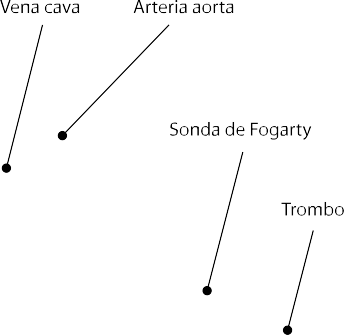 Vena cava
Arteria aorta
Sonda de Fogarty
Trombo